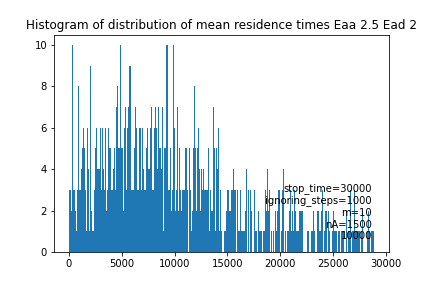 Histogram of distribution of mean residence times Eaa 2.5 Ead 2
10
8
6
4
2
0
stop_time=30000
ignoring_steps=1000
m=10
nA=1500
10000
0 5000 10000 15000 20000 25000 30000